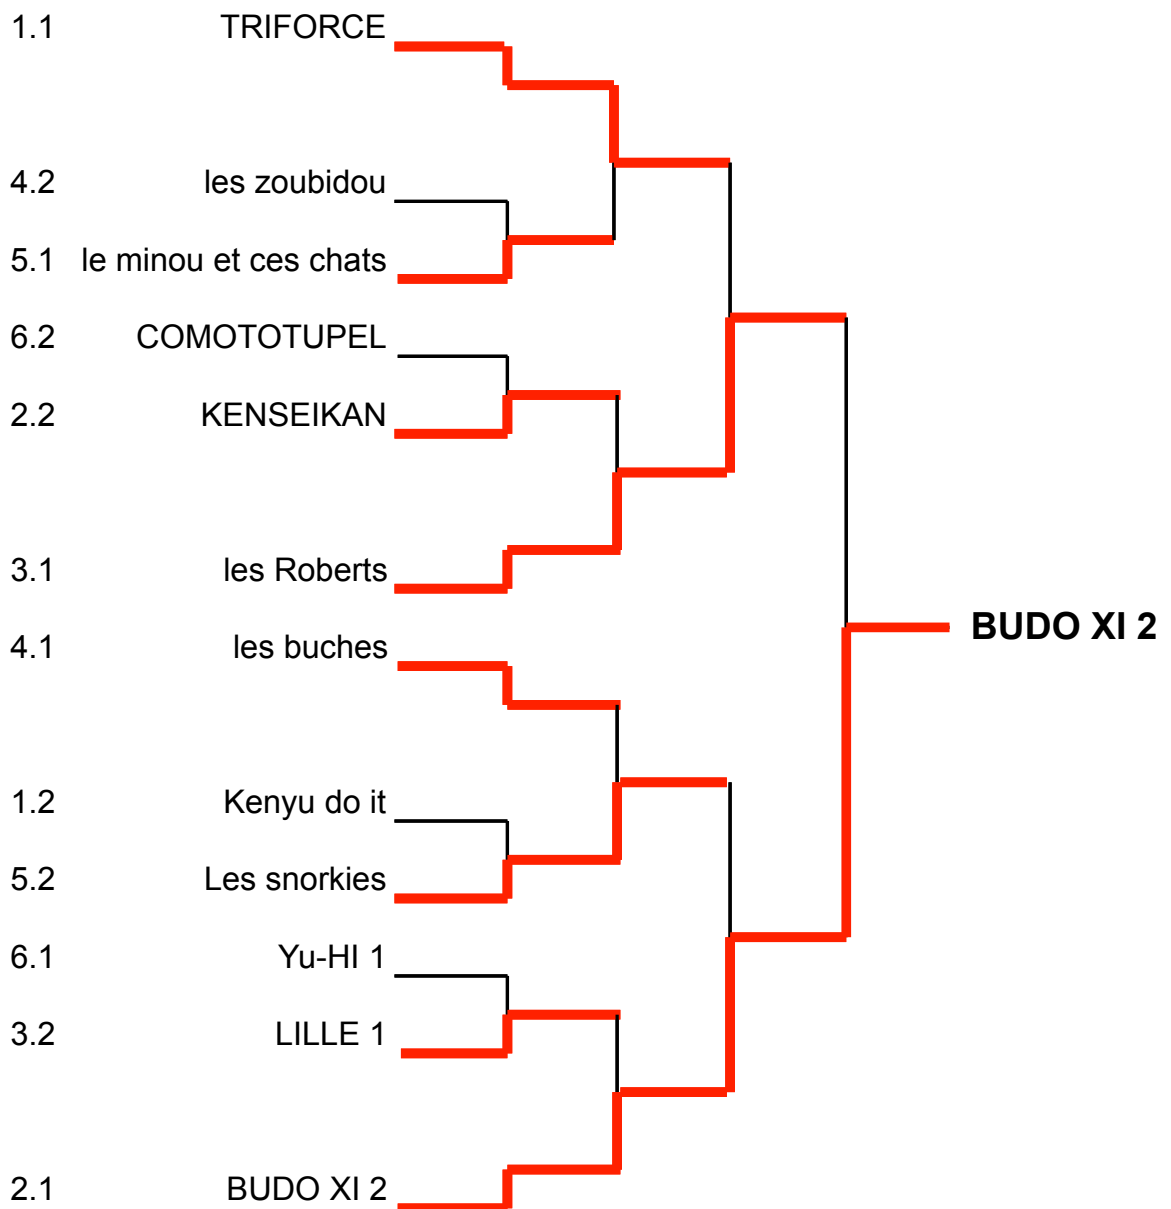 1.1 TRIFORCE
4.2 les zoubidou
5.1 le minou et ces chats
6.2 COMOTOTUPEL
2.2 KENSEIKAN
3.1 les Roberts
BUDO XI 2
4.1 les buches
1.2 Kenyu do it
5.2 Les snorkies
6.1 Yu-HI 1
3.2 LILLE 1
2.1 BUDO XI 2